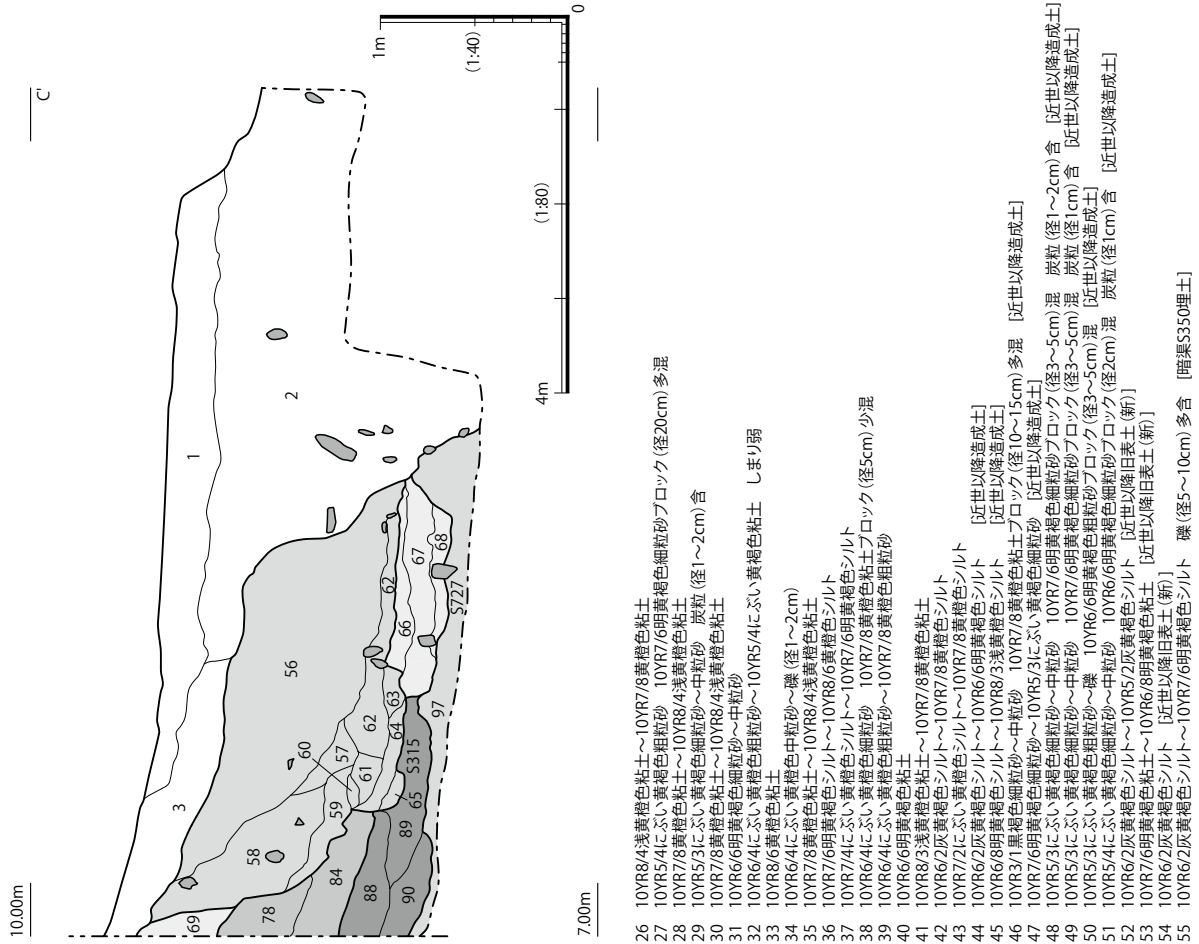 10.00m
C'
7.00m
1
2
3
56
58
60
57
59
61
62
62
63
64
65
66
67
68
S727
97
S315
69
78
84
88
89
90
1m
(1:40)
0
(1:80)
4m
26 10YR8/4浅黄橙色粘土～10YR7/8黄橙色粘土
27 10YR5/4にぶい黄褐色粗粒砂 10YR7/6明黄褐色細粒砂ブロック（径20cm）多混
28 10YR7/8黄橙色粘土～10YR8/4浅黄橙色粘土
29 10YR5/3にぶい黄褐色細粒砂～中粒砂 炭粒（径1～2cm）含
30 10YR7/8黄橙色粘土～10YR8/4浅黄橙色粘土
31 10YR6/6明黄褐色細粒砂～中粒砂
32 10YR6/4にぶい黄橙色粗粒砂～10YR5/4にぶい黄褐色粘土 しまり弱
33 10YR8/6黄橙色粘土
34 10YR6/4にぶい黄橙色中粒砂～礫（径1～2cm）
35 10YR7/8黄橙色粘土～10YR8/4浅黄橙色粘土
36 10YR7/6明黄褐色シルト～10YR8/6黄橙色シルト
37 10YR7/4にぶい黄橙色シルト～10YR7/6明黄褐色シルト
38 10YR6/4にぶい黄橙色粗粒砂 10YR7/8黄橙色粘土ブロック（径5cm）少混
39 10YR6/4にぶい黄橙色粗粒砂～10YR7/8黄橙色粗粒砂
40 10YR6/6明黄褐色粘土
41 10YR8/3浅黄橙色粘土～10YR7/8黄橙色粘土
42 10YR6/2灰黄褐色シルト～10YR7/8黄橙色シルト
43 10YR7/2にぶい黄橙色シルト～10YR7/8黄橙色シルト
44 10YR6/2灰黄褐色シルト～10YR6/6明黄褐色シルト [近世以降造成土]
45 10YR6/8明黄褐色シルト～10YR8/3浅黄橙色シルト [近世以降造成土]
46 10YR3/1黒褐色細粒砂～中粒砂 10YR7/8黄橙色粘土ブロック（径10～15cm）多混 [近世以降造成土]
47 10YR7/6明黄褐色細粒砂～10YR5/3にぶい黄褐色細粒砂 [近世以降造成土]
48 10YR5/3にぶい黄褐色細粒砂～中粒砂 10YR7/6明黄褐色細粒砂ブロック（径3～5cm）混 炭粒（径1～2cm）含 [近世以降造成土]
49 10YR5/3にぶい黄褐色細粒砂～中粒砂 10YR7/6明黄褐色細粒砂ブロック（径3～5cm）混 炭粒（径1cm）含 [近世以降造成土]
50 10YR5/3にぶい黄褐色細粒砂～礫 10YR6/6明黄褐色粗粒砂ブロック（径3～5cm）混 [近世以降造成土]
51 10YR5/4にぶい黄褐色細粒砂～中粒砂 10YR6/6明黄褐色細粒砂ブロック（径2cm）混 炭粒（径1cm）含 [近世以降造成土]
52 10YR6/2灰黄褐色シルト～10YR5/2灰黄褐色シルト [近世以降旧表土（新）]
53 10YR7/6明黄褐色粘土～10YR6/8明黄褐色粘土 [近世以降旧表土（新）]
54 10YR6/2灰黄褐色シルト [近世以降旧表土（新）]
55 10YR6/2灰黄褐色シルト～10YR7/6明黄褐色シルト 礫（径5～10cm）多含 [暗渠S350埋土]